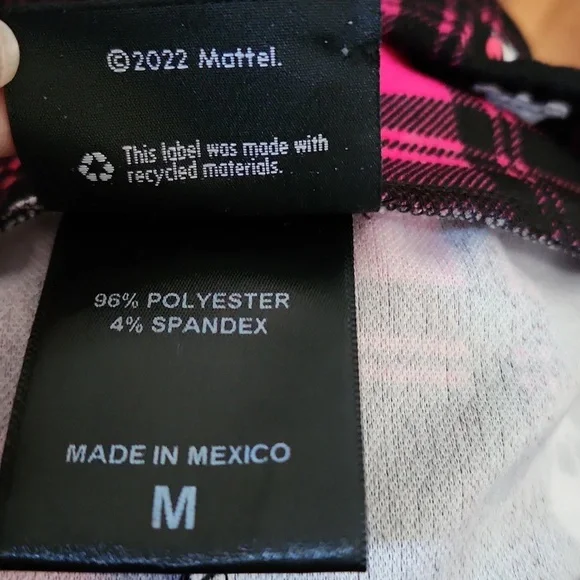 ©2022 Mattel.
This label was made with
recycled materials.
96% POLYESTER
4% SPANDEX
MADE IN MEXICO
M